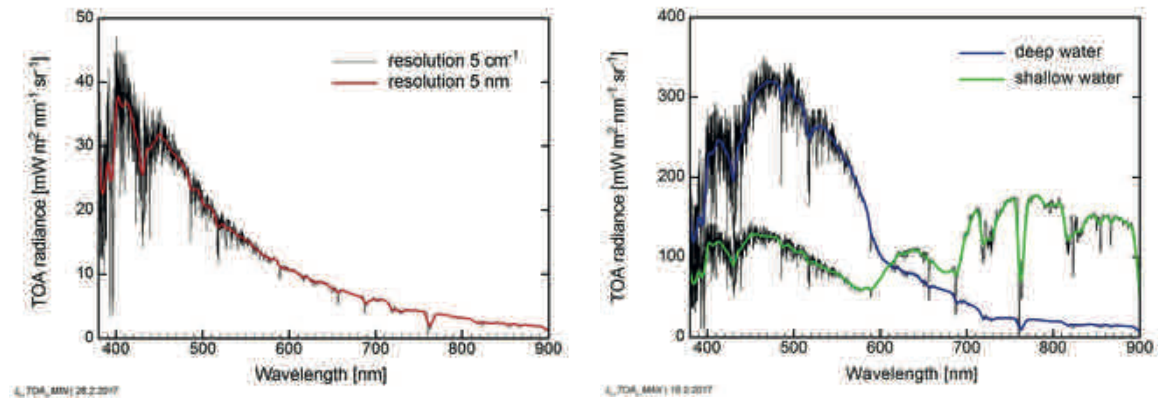 50
40
30
20
10
0
TOA radiance [mW m² nm⁻¹ sr⁻¹]
resolution 5 cm⁻¹
resolution 5 nm
400 500 600 700 800 900
Wavelength [nm]
400
300
200
100
0
TOA radiance [mW m² nm⁻¹ sr⁻¹]
deep water
shallow water
400 500 600 700 800 900
Wavelength [nm]